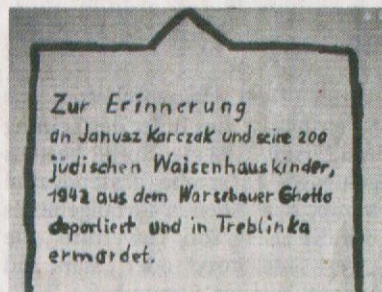 Zur Erinnerung
an Janusz Karczak und seine 200
jüdischen Waisenhauskinder,
1942 aus dem Warschauer Ghetto
deportiert und in Treblinka
ermordet.